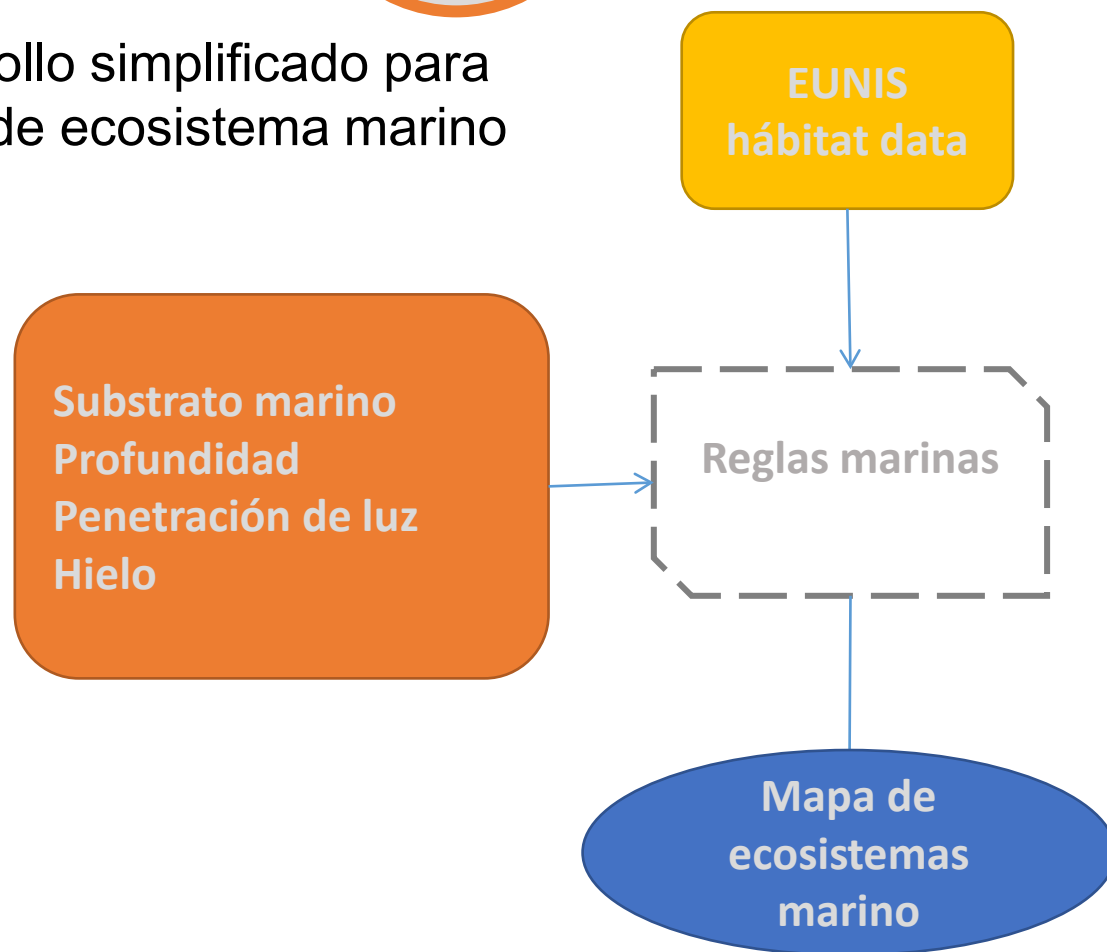 ollo simplificado para
de ecosistema marino
EUNIS
hábitat data
Substrato marino
Profundidad
Penetración de luz
Hielo
Reglas marinas
Mapa de
ecosistemas
marino